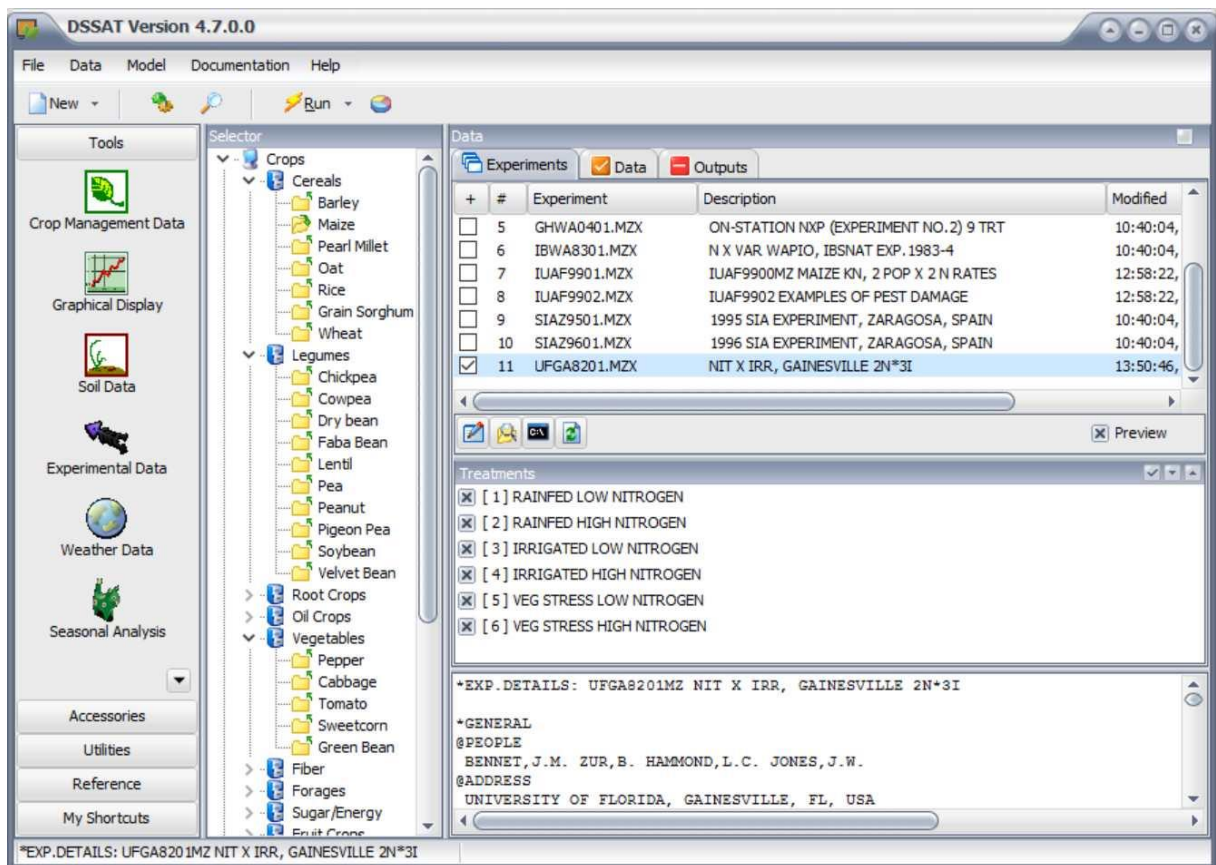 DSSAT Version 4.7.0.0
File Data Model Documentation Help
New Run
Tools
Crop Management Data
Graphical Display
Soil Data
Experimental Data
Weather Data
Seasonal Analysis
Accessories
Utilities
Reference
My Shortcuts
Selector
Crops
Cereals
Barley
Maize
Pearl Millet
Oat
Rice
Grain Sorghum
Wheat
Legumes
Chickpea
Cowpea
Dry bean
Faba Bean
Lentil
Pea
Peanut
Pigeon Pea
Soybean
Velvet Bean
Root Crops
Oil Crops
Vegetables
Pepper
Cabbage
Tomato
Sweetcorn
Green Bean
Fiber
Forages
Sugar/Energy
Fruit Crops
Data
Experiments Data Outputs
+ # Experiment Description Modified
5 GHWA0401.MZX ON-STATION NXP (EXPERIMENT NO.2) 9 TRT 10:40:04,
6 IBWA8301.MZX N X VAR WAPIO, IBSNAT EXP.1983-4 10:40:04,
7 IUAF9901.MZX IUAF9900MZ MAIZE KN, 2 POP X 2 N RATES 12:58:22,
8 IUAF9902.MZX IUAF9902 EXAMPLES OF PEST DAMAGE 12:58:22,
9 SIAZ9501.MZX 1995 SIA EXPERIMENT, ZARAGOSA, SPAIN 10:40:04,
10 SIAZ9601.MZX 1996 SIA EXPERIMENT, ZARAGOSA, SPAIN 10:40:04,
11 UFGA8201.MZX NIT X IRR, GAINESVILLE 2N*3I 13:50:46,
C:\ Preview
Treatments
[ 1 ] RAINFED LOW NITROGEN
[ 2 ] RAINFED HIGH NITROGEN
[ 3 ] IRRIGATED LOW NITROGEN
[ 4 ] IRRIGATED HIGH NITROGEN
[ 5 ] VEG STRESS LOW NITROGEN
[ 6 ] VEG STRESS HIGH NITROGEN
*EXP.DETAILS: UFGA8201MZ NIT X IRR, GAINESVILLE 2N*3I
*GENERAL
@PEOPLE
BENNET,J.M. ZUR,B. HAMMOND,L.C. JONES,J.W.
@ADDRESS
UNIVERSITY OF FLORIDA, GAINESVILLE, FL, USA
*EXP.DETAILS: UFGA8201MZ NIT X IRR, GAINESVILLE 2N*3I